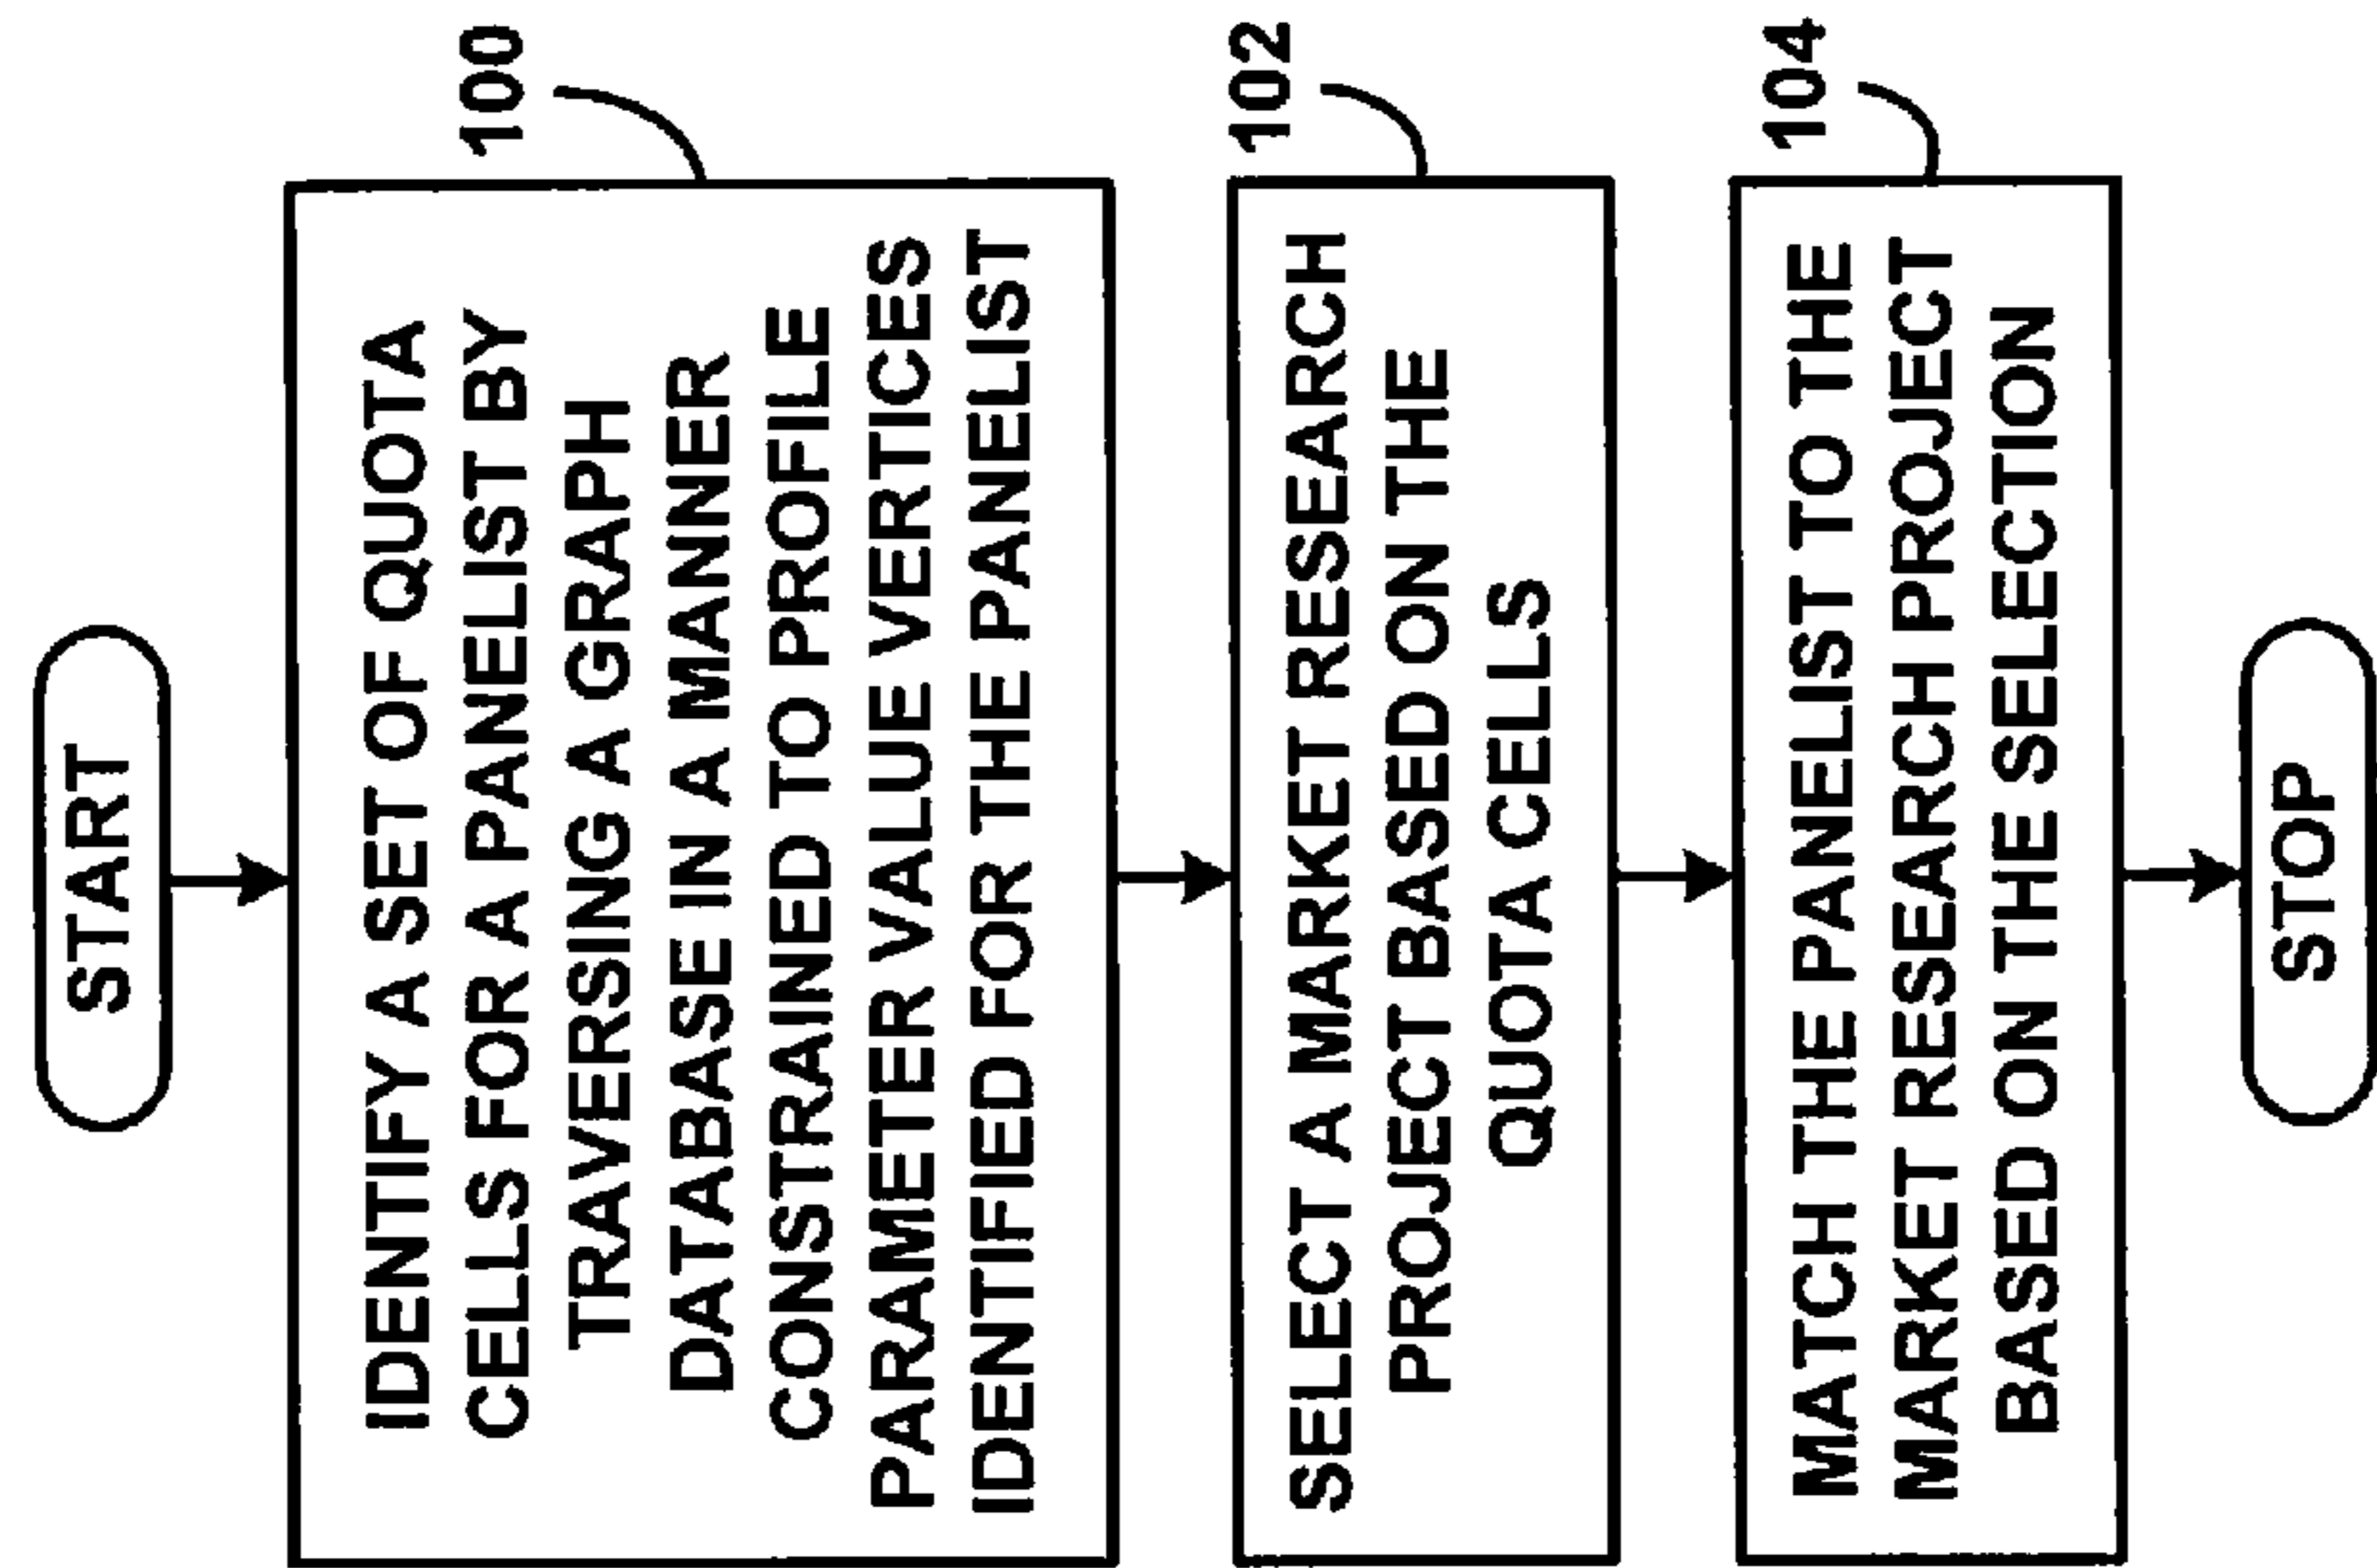 START
IDENTIFY A SET OF QUOTA
CELLS FOR A PANELIST BY
TRAVERSING A GRAPH
DATABASE IN A MANNER
CONSTRAINED TO PROFILE
PARAMETER VALUE VERTICES
IDENTIFIED FOR THE PANELIST
100
SELECT A MARKET RESEARCH
PROJECT BASED ON THE
QUOTA CELLS
102
MATCH THE PANELIST TO THE
MARKET RESEARCH PROJECT
BASED ON THE SELECTION
104
STOP